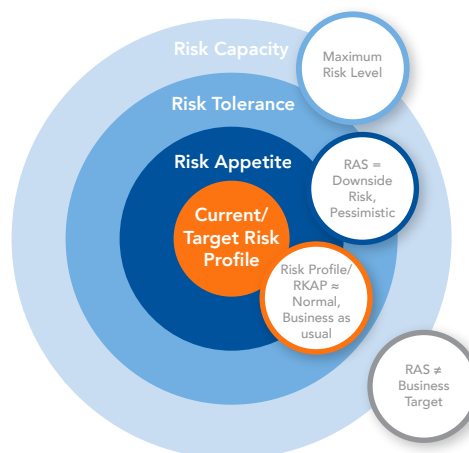 Risk Capacity
Maximum
Risk Level
Risk Tolerance
Risk Appetite
RAS =
Downside
Risk,
Pessimistic
Current/
Target Risk
Profile
Risk Profile/
RKAP ≈
Normal,
Business as
usual
RAS ≠
Business
Target